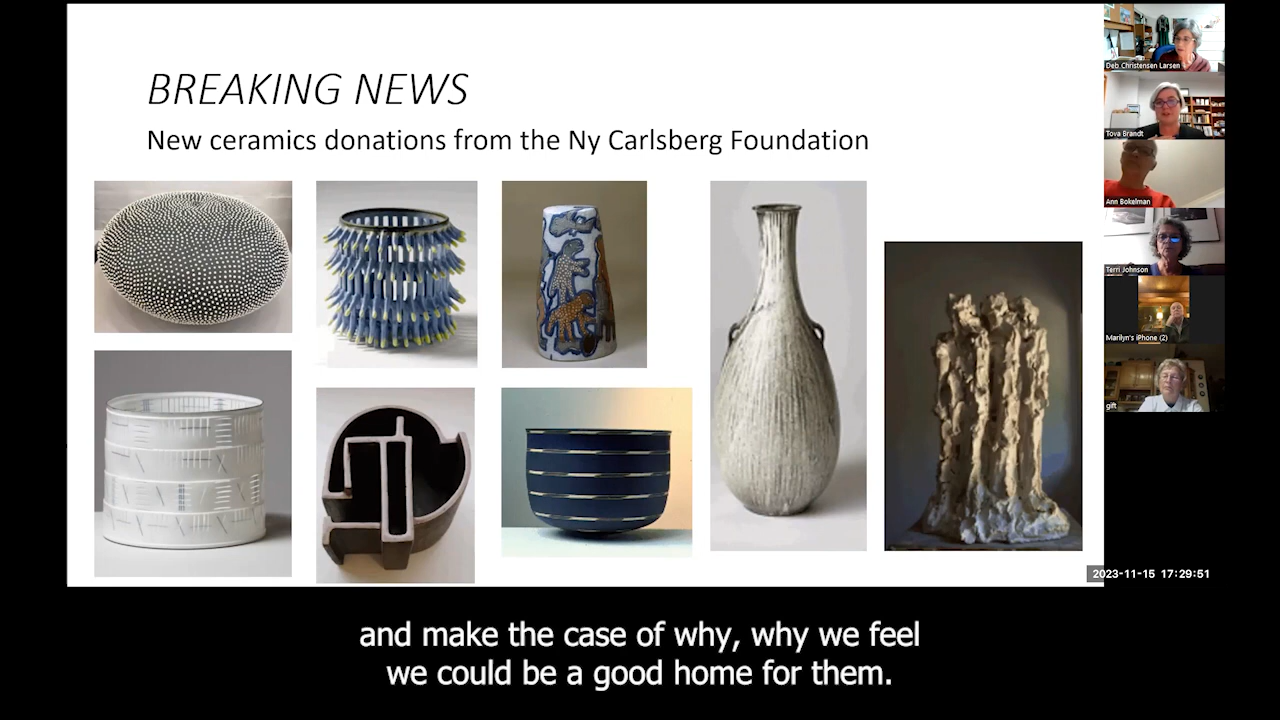 BREAKING NEWS
New ceramics donations from the Ny Carlsberg Foundation
Deb Christensen Larsen
Tova Brandt
Ann Bokelman
Terri Johnson
Marilyn's iPhone (2)
gift
2023-11-15 17:29:51
and make the case of why, why we feel
we could be a good home for them.